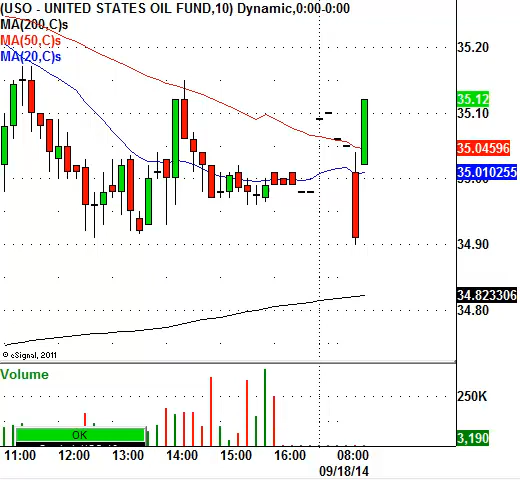 (USO - UNITED STATES OIL FUND,10) Dynamic,0:00-0:00
MA(200,C)s
MA(50,C)s
MA(20,C)s
35.20
35.12
35.10
35.04596
35.010255
35.00
34.90
34.823306
34.80
© eSignal, 2011
Volume
250K
OK
3,190
11:00 12:00 13:00 14:00 15:00 16:00 08:00
09/18/14